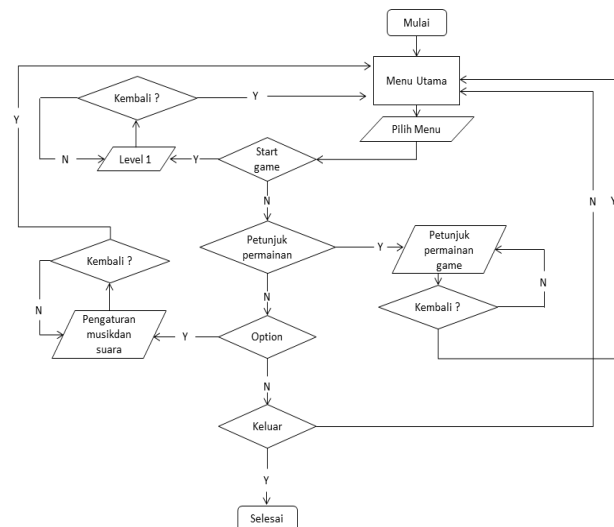 Mulai
Menu Utama
Pilih Menu
Kembali ?
Y
N
Level 1
Y
Start
game
N
Y
Petunjuk
permainan
Y
Petunjuk
permainan
game
N
Kembali ?
N
Y
Kembali ?
N
Pengaturan
musikdan
suara
Y
Option
N
N
Keluar
Y
Selesai